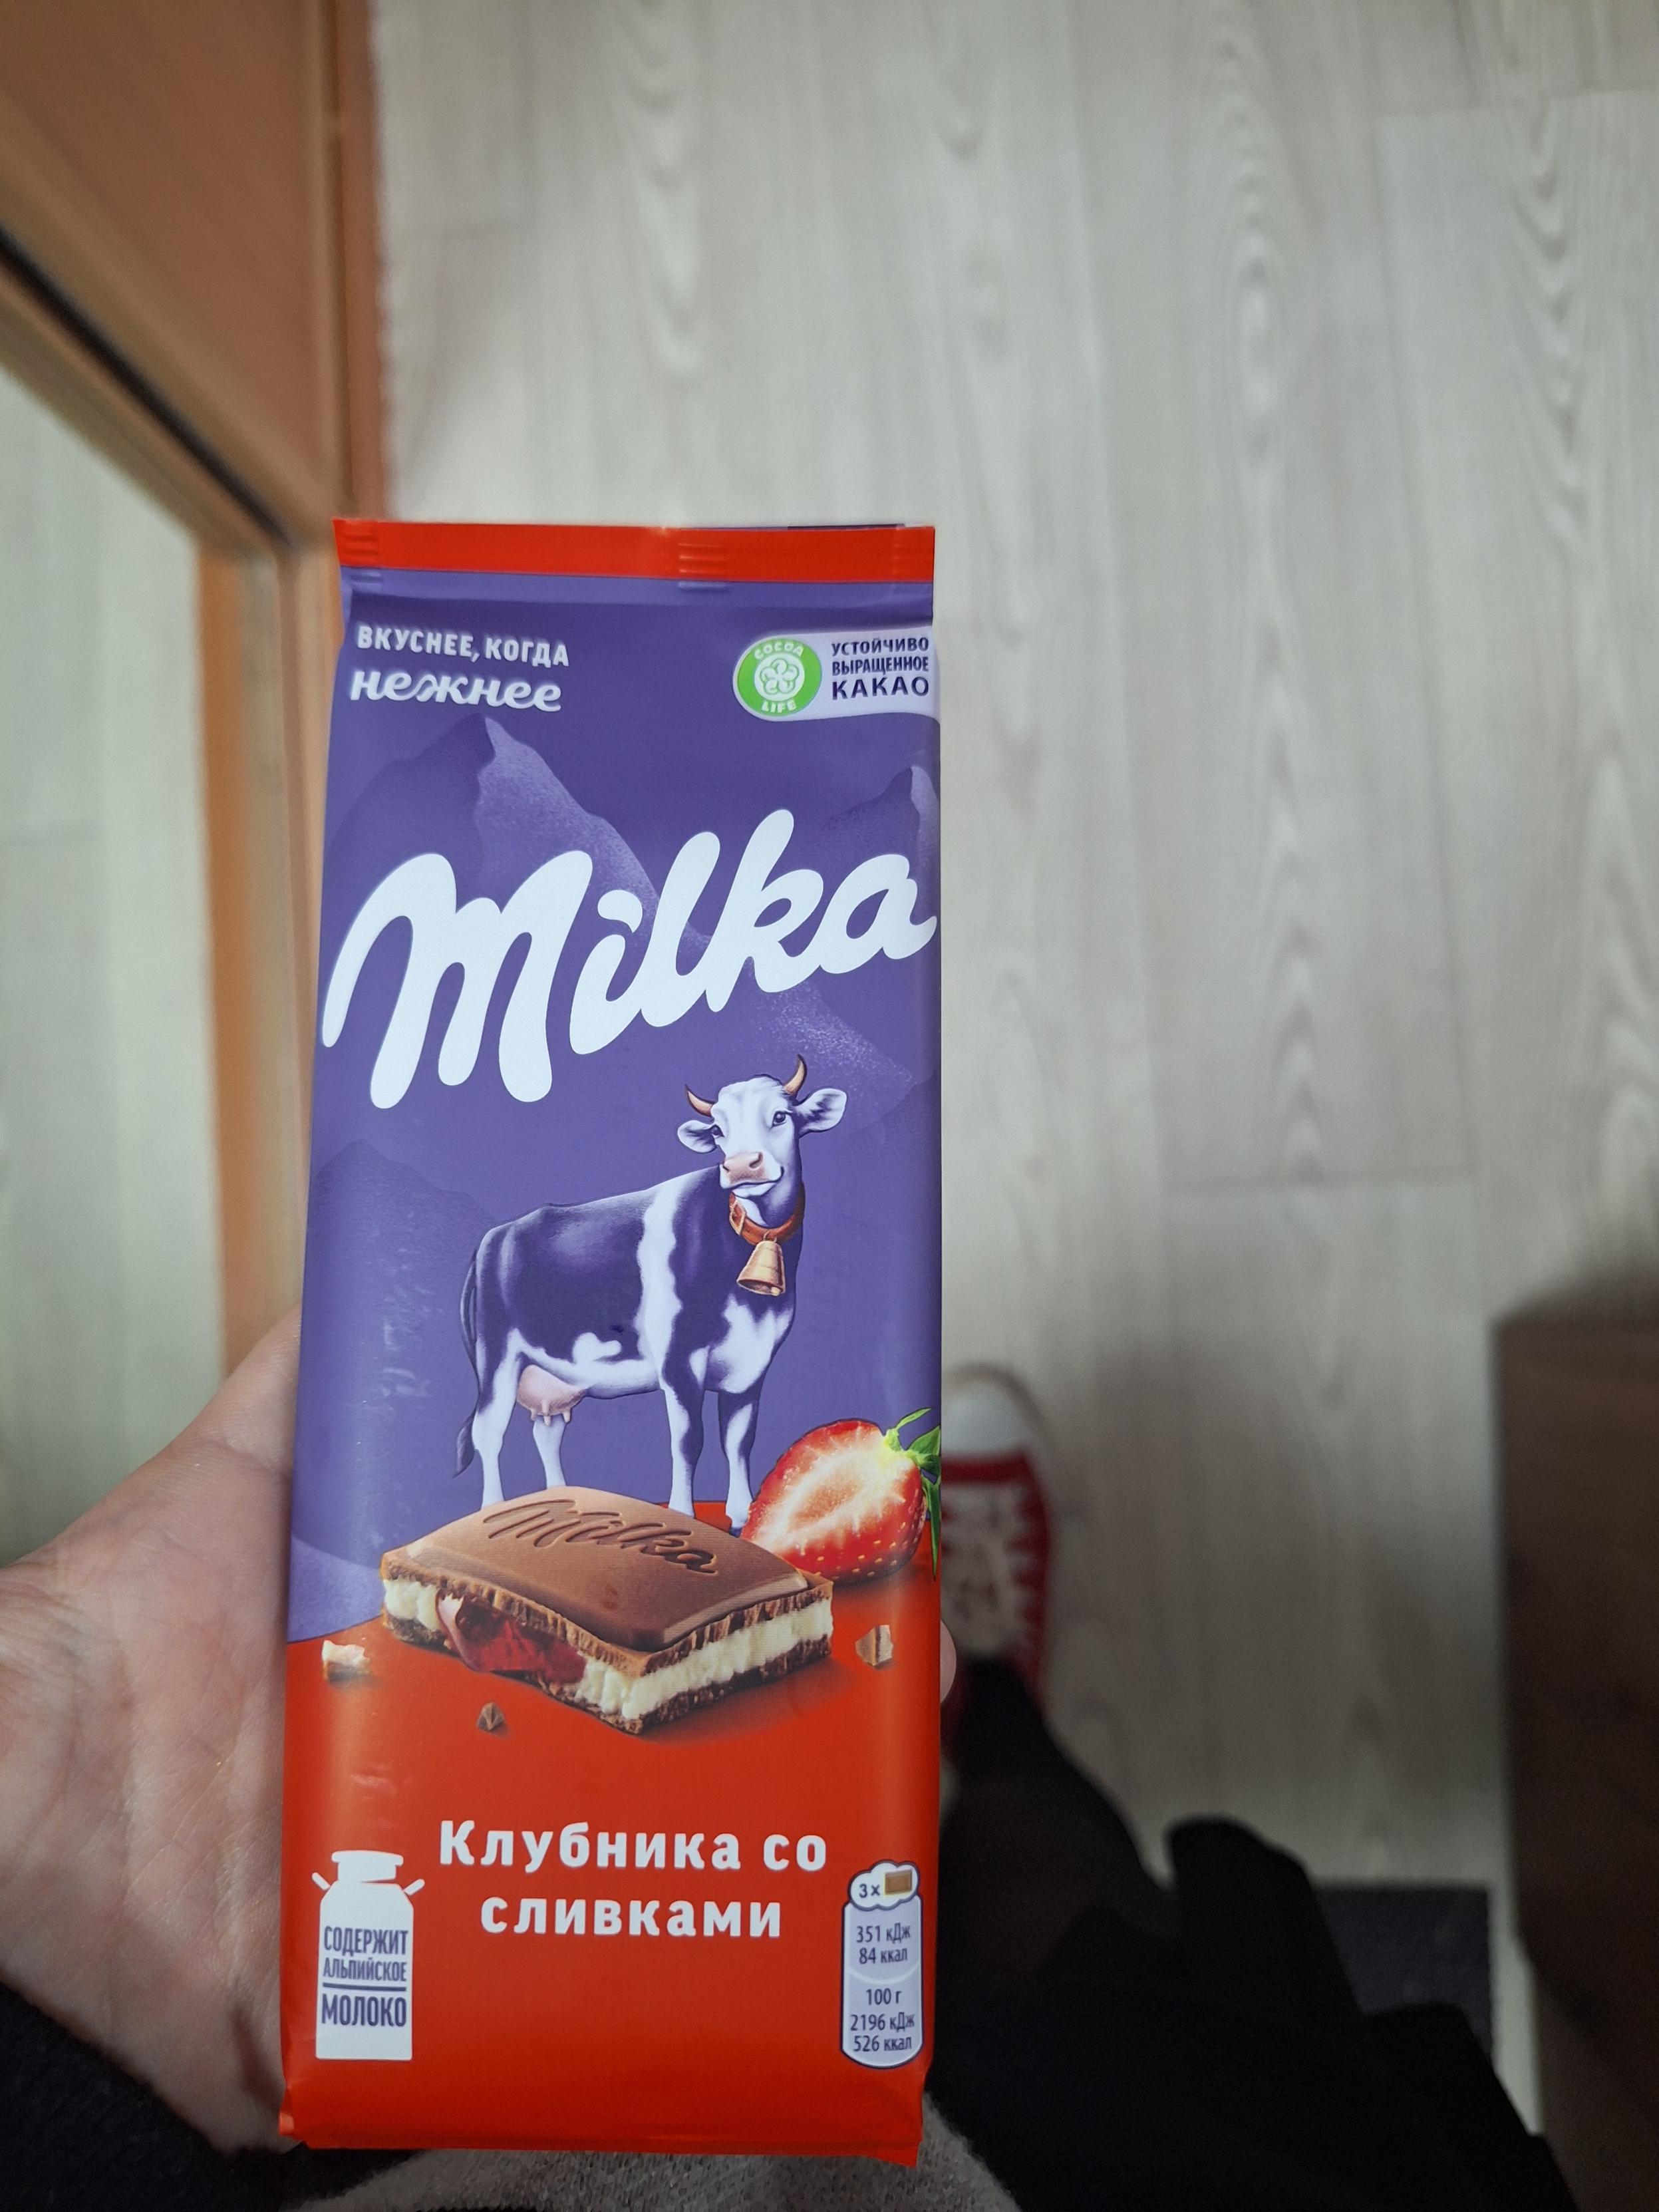 ВКУСНЕЕ, КОГДА
нежнее
COCOA
LIFE
УСТОЙЧИВО
ВЫРАЩЕННОЕ
КАКАО
Milka
Milka
Клубника со
сливками
СОДЕРЖИТ
АЛЬПИЙСКОЕ
МОЛОКО
3x
351 кДж
84 ккал
100 г
2196 кДж
526 ккал